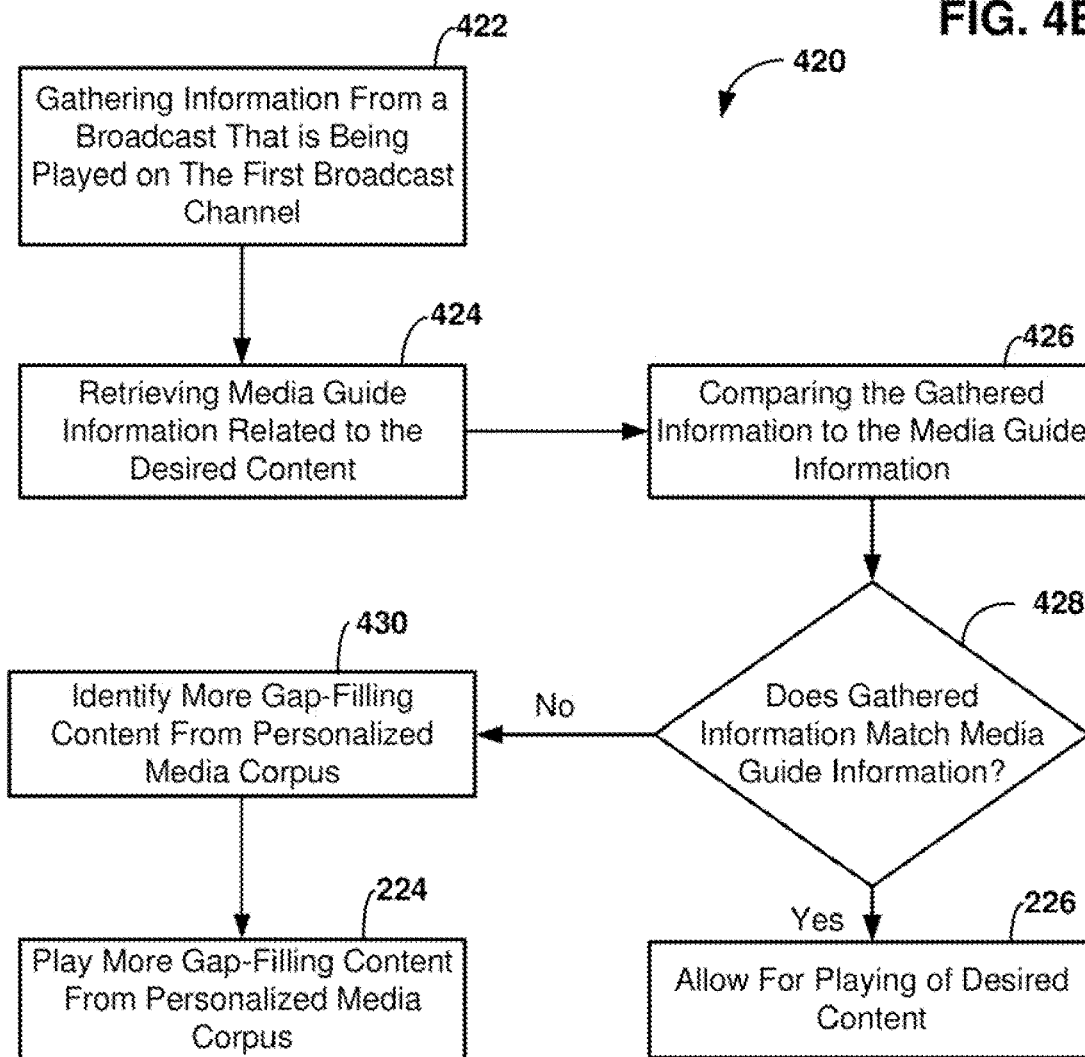 FIG. 4B
422
420
Gathering Information From a
Broadcast That is Being
Played on The First Broadcast
Channel
424
Retrieving Media Guide
Information Related to the
Desired Content
426
Comparing the Gathered
Information to the Media Guide
Information
428
Does Gathered
Information Match Media
Guide Information?
No
430
Identify More Gap-Filling
Content From Personalized
Media Corpus
224
Play More Gap-Filling Content
From Personalized Media
Corpus
Yes
226
Allow For Playing of Desired
Content